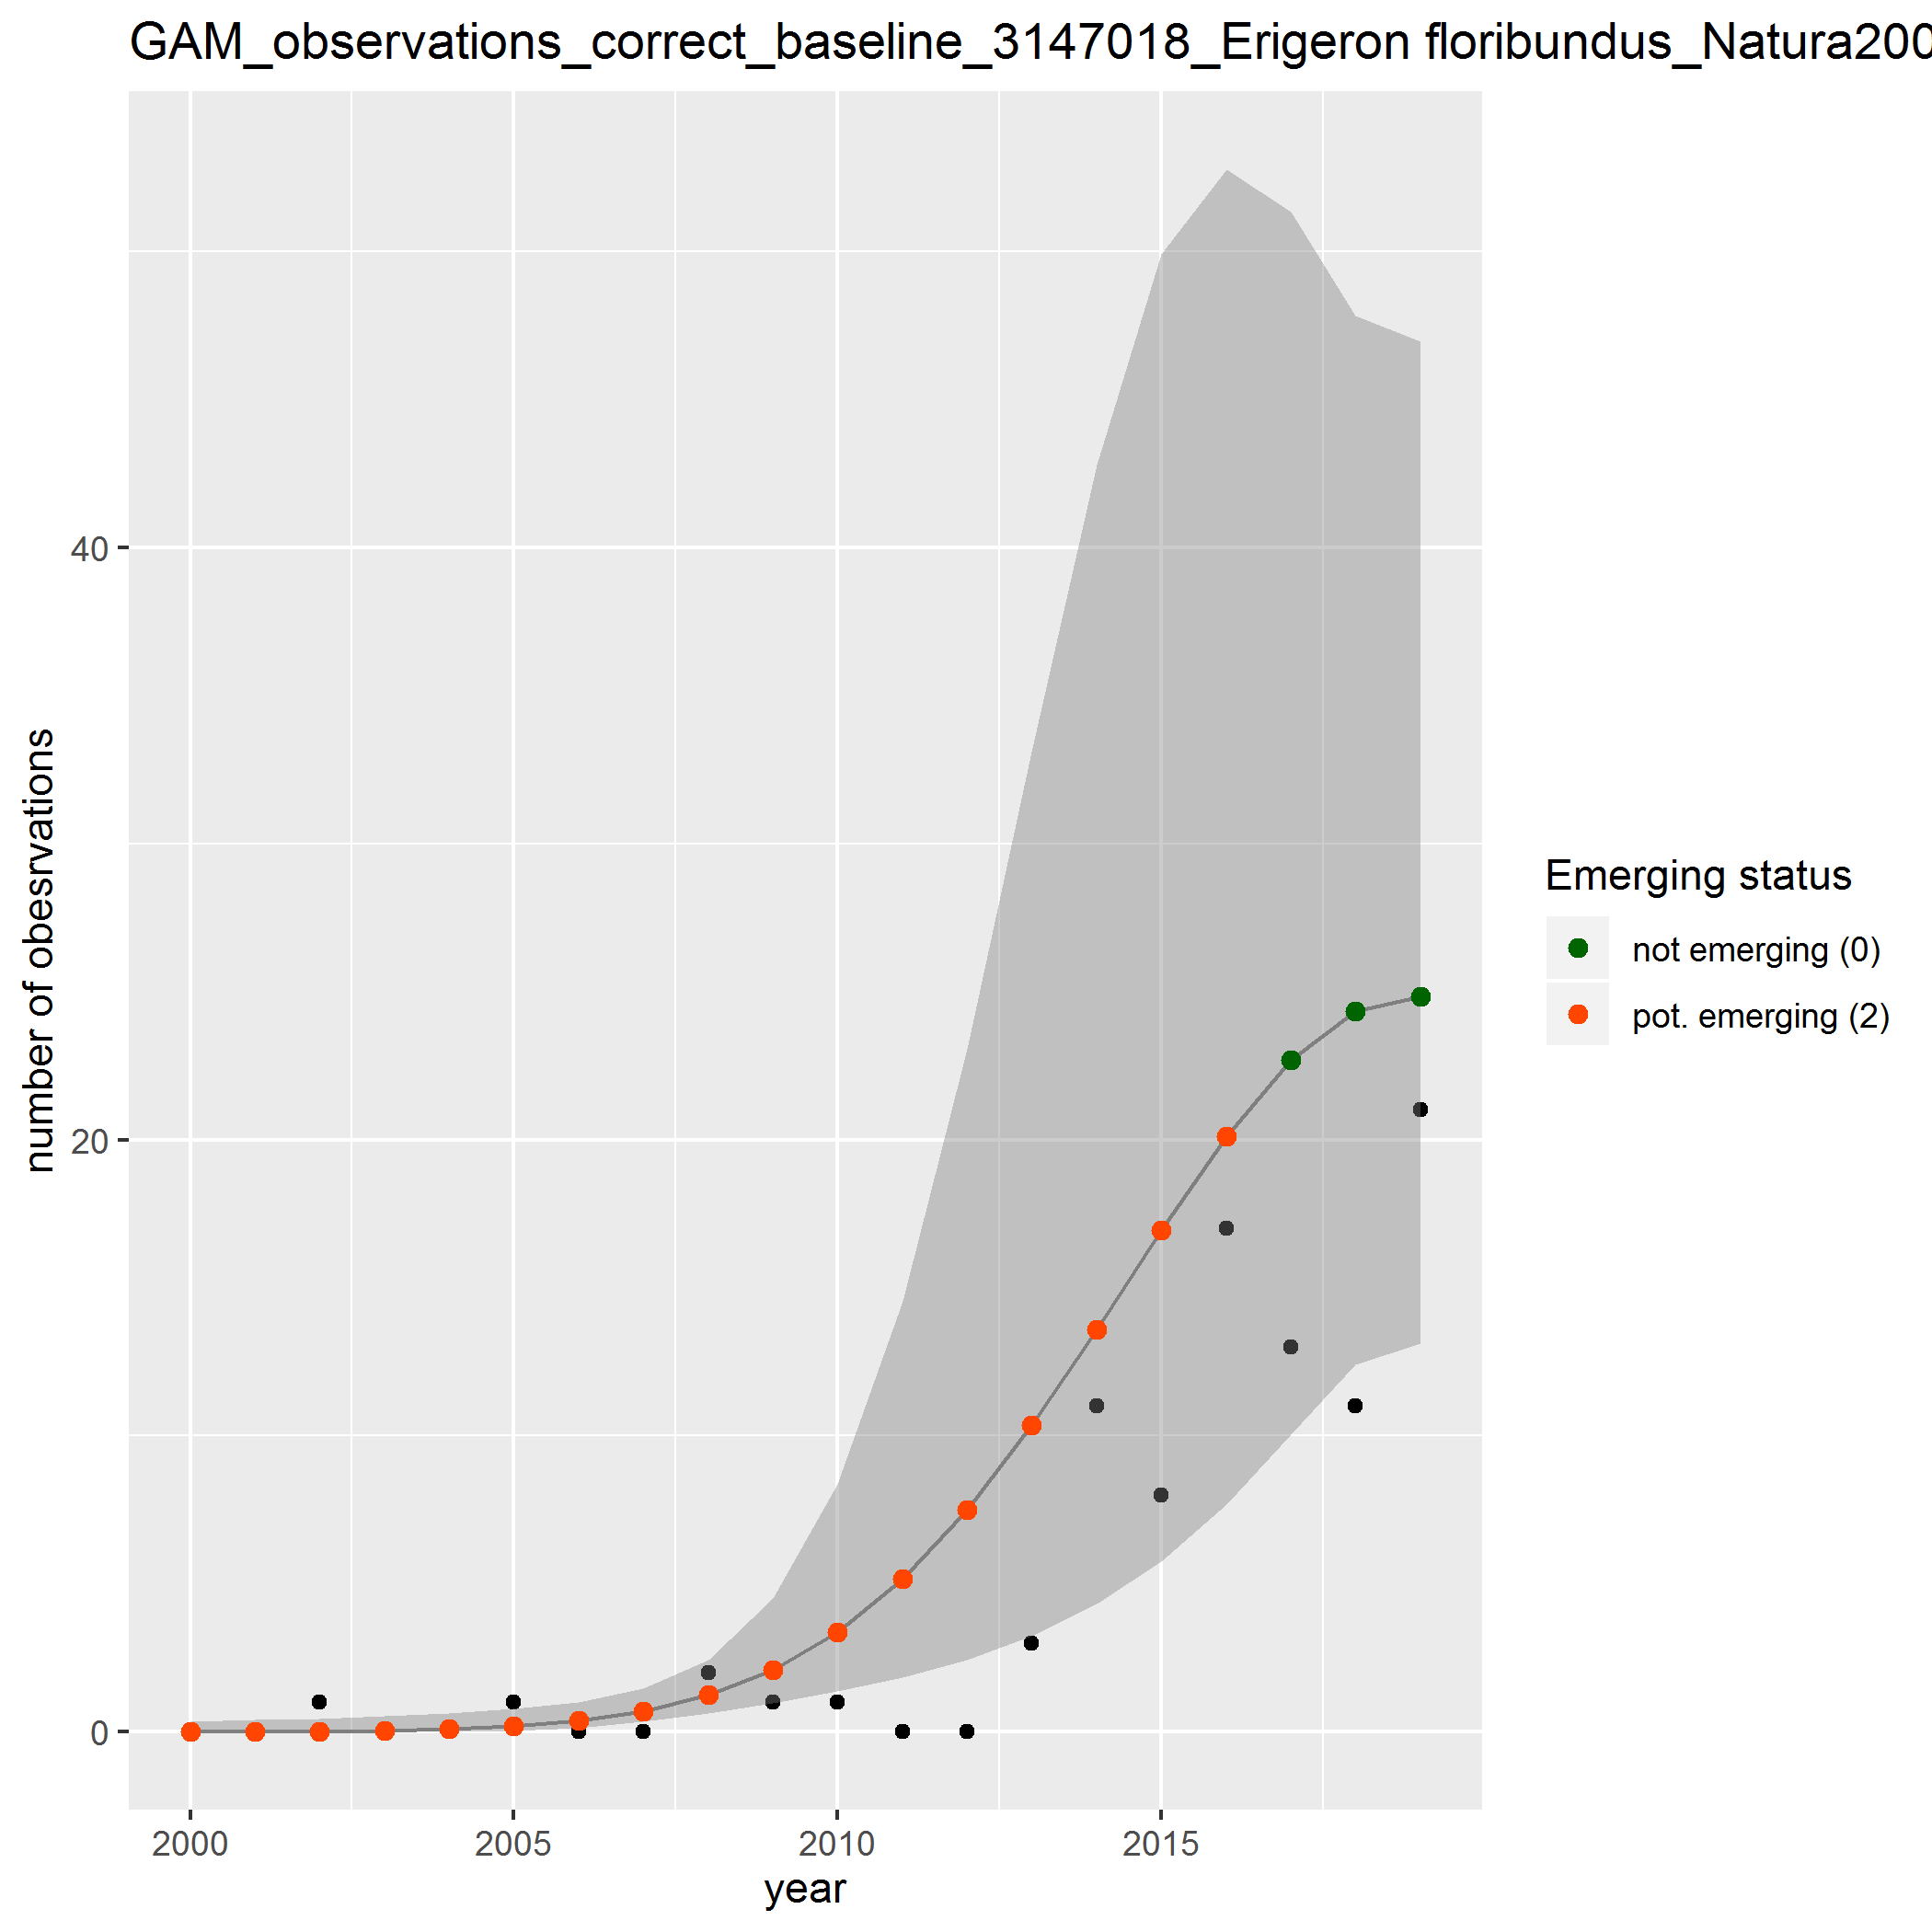 GAM_observations_correct_baseline_3147018_Erigeron floribundus_Natura200
number of obesrvations
40
20
0
2000 2005 2010 2015
year
Emerging status
not emerging (0)
pot. emerging (2)